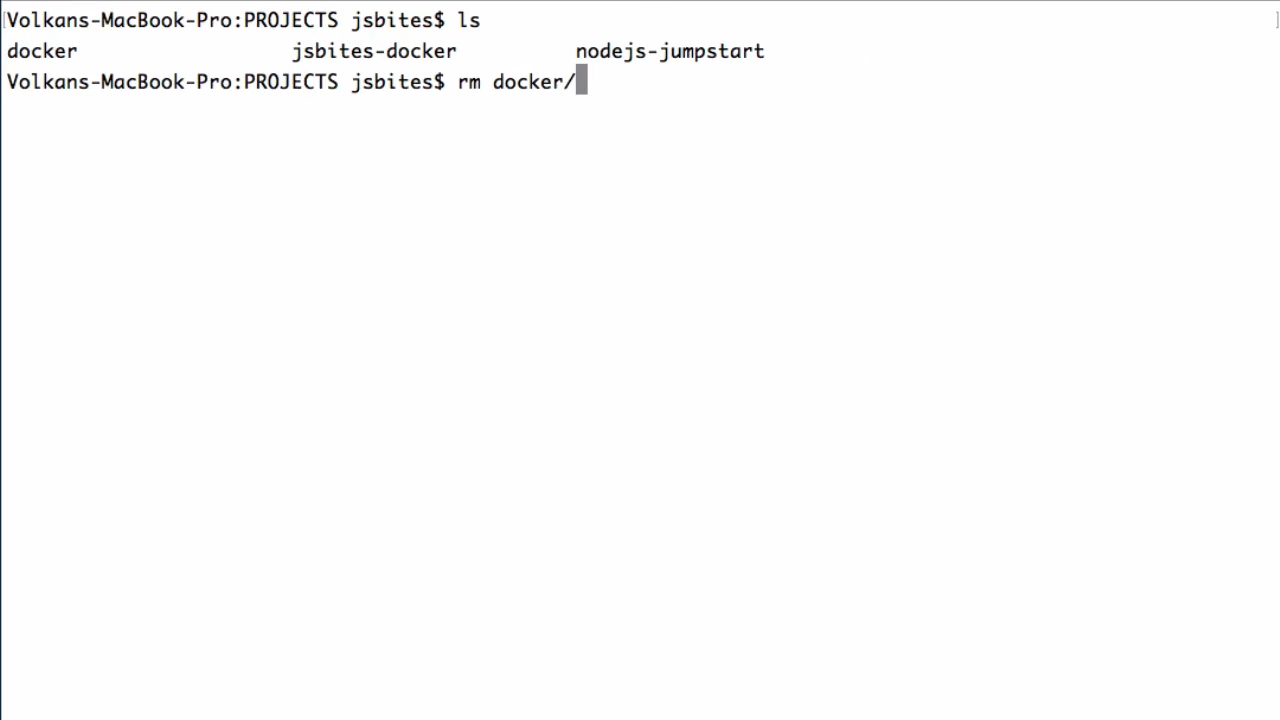 Volkans-MacBook-Pro:PROJECTS jsbites$ ls
docker jsbites-docker nodejs-jumpstart
Volkans-MacBook-Pro:PROJECTS jsbites$ rm docker/